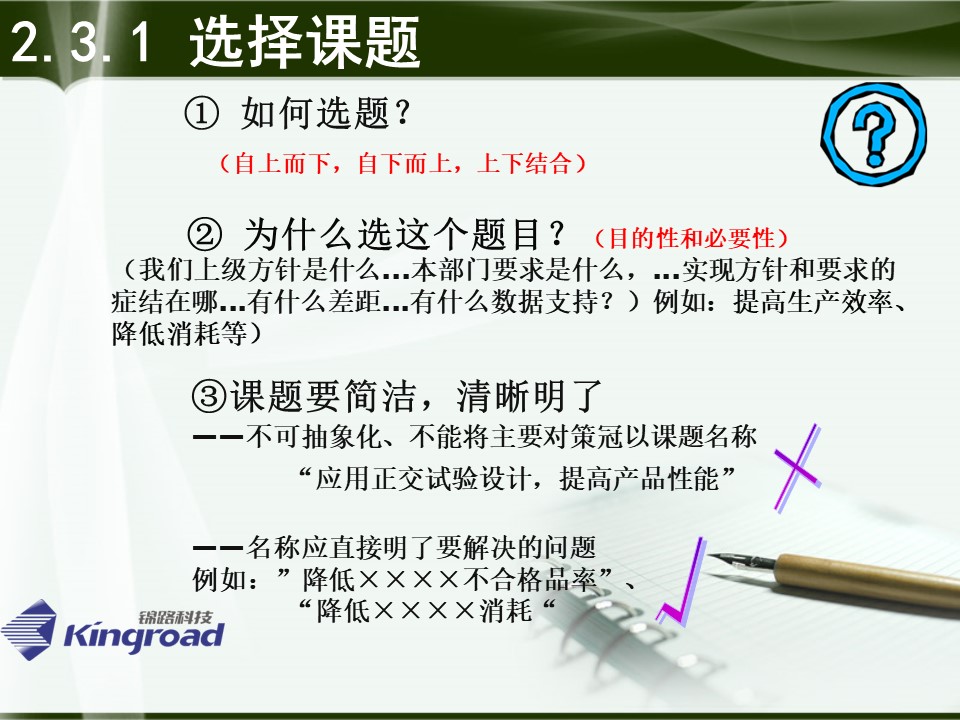 2.3.1 选择课题
① 如何选题？
（自上而下，自下而上，上下结合）
② 为什么选这个题目？（目的性和必要性）
（我们上级方针是什么…本部门要求是什么，…实现方针和要求的
症结在哪…有什么差距…有什么数据支持？）例如：提高生产效率、
降低消耗等）
③课题要简洁，清晰明了
——不可抽象化、不能将主要对策冠以课题名称
“应用正交试验设计，提高产品性能”
——名称应直接明了要解决的问题
例如：”降低××××不合格品率”、
“降低××××消耗“
锦路科技
Kingroad